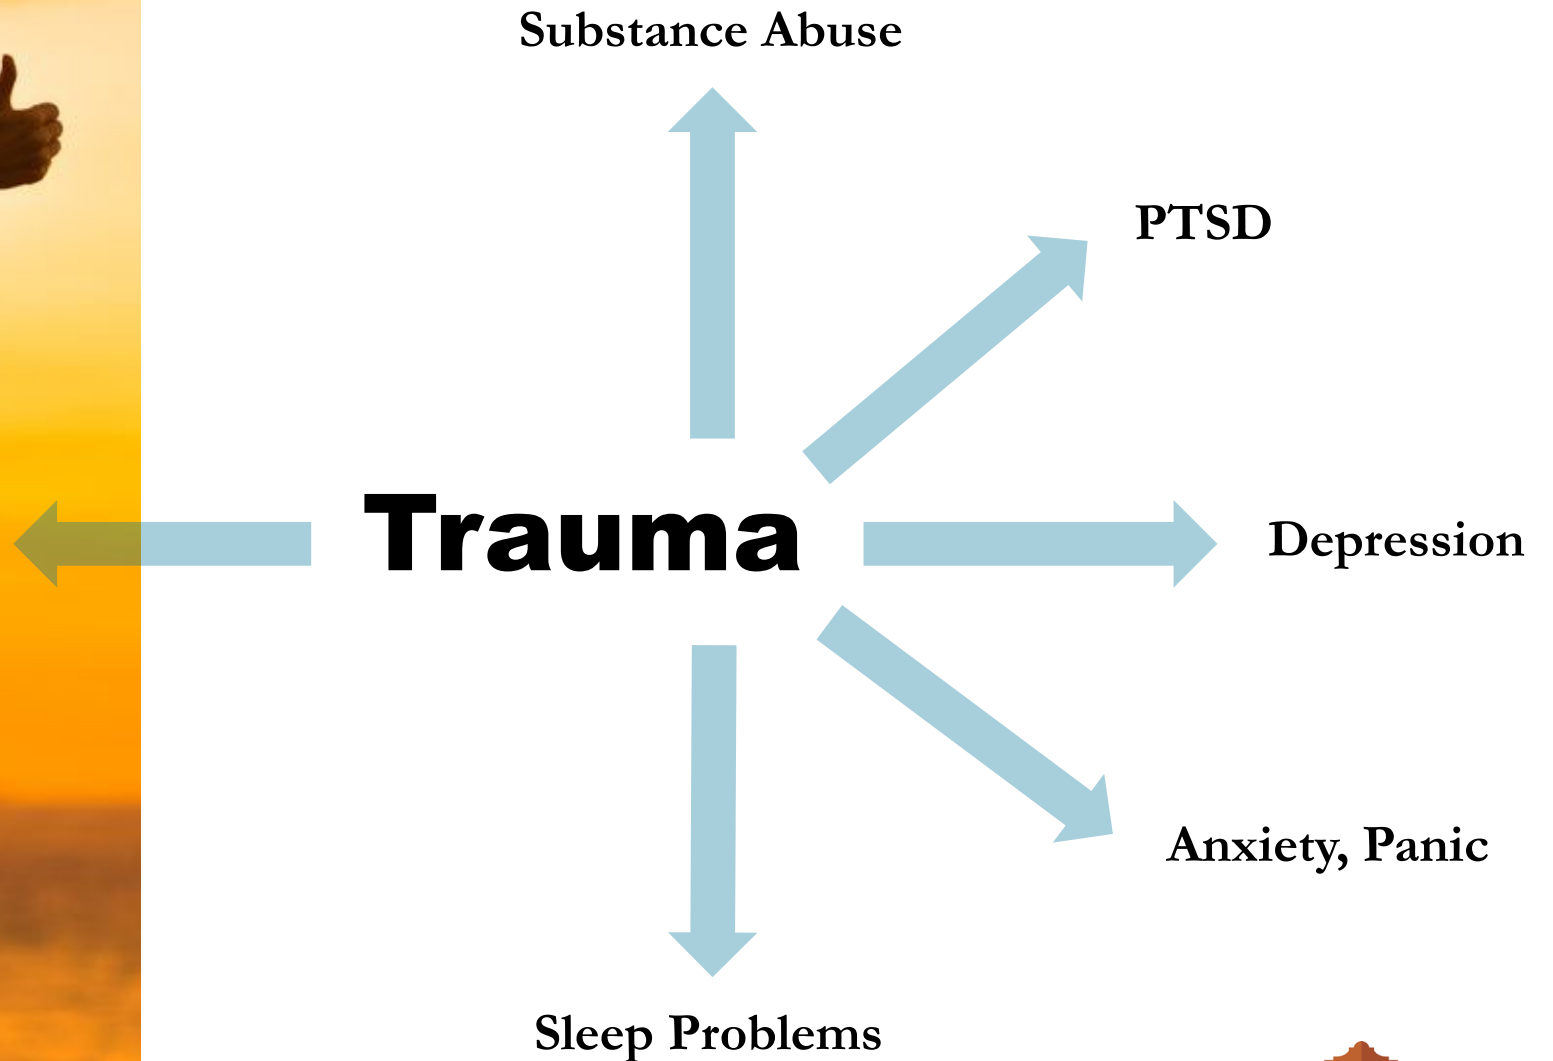 Substance Abuse
PTSD
Trauma
Depression
Anxiety, Panic
Sleep Problems